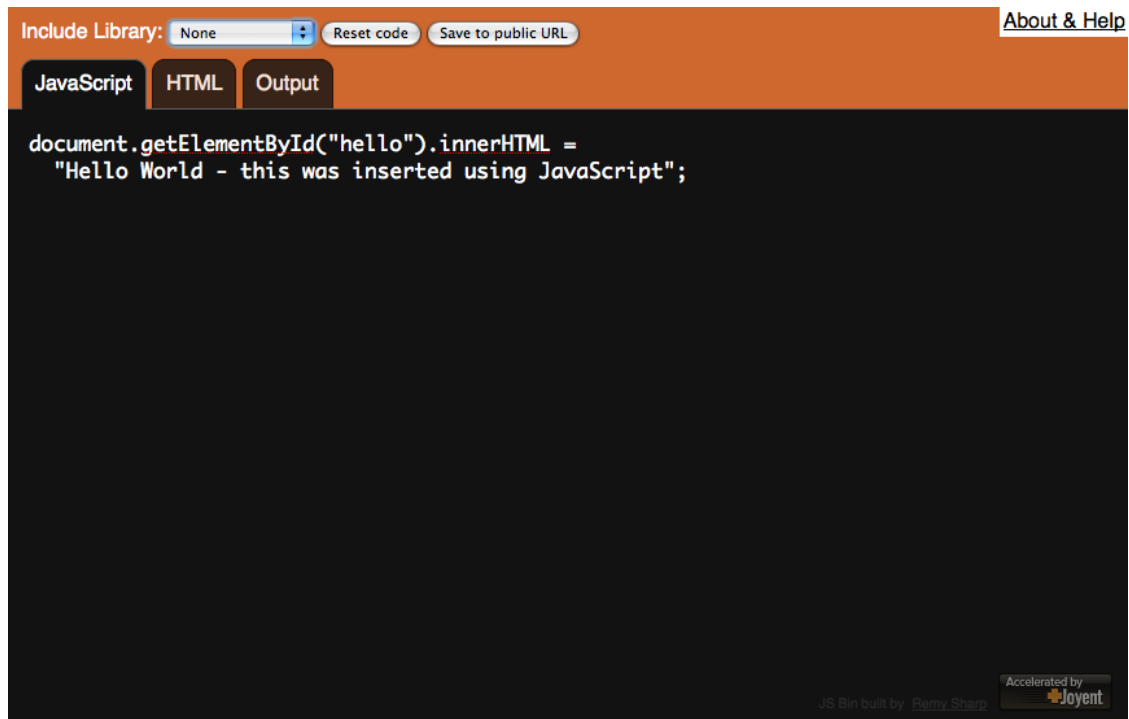 Include Library: None Reset code Save to public URL About & Help
JavaScript HTML Output
document.getElementById("hello").innerHTML =
"Hello World - this was inserted using JavaScript";
Accelerated by
Joyent
JS Bin built by Remy Sharp